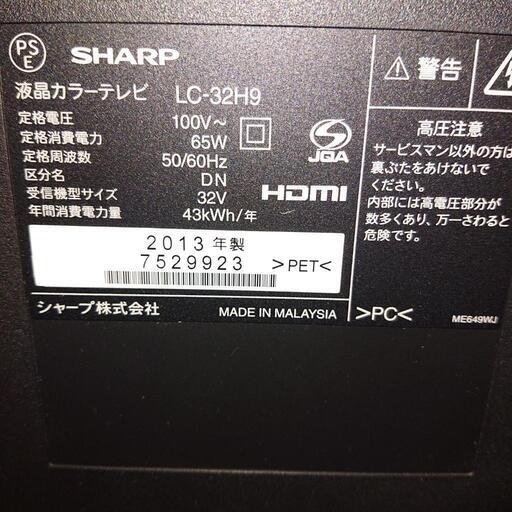 PS
E
SHARP
液晶カラーテレビ LC-32H9
定格電圧 100V~
定格消費電力 65W
定格周波数 50/60Hz
区分名 DN
受信機型サイズ 32V
年間消費電力量 43kWh/年
JQA
HDMI
2013 年製
7529923 >PET<
シャープ株式会社 MADE IN MALAYSIA
警告
高圧注意
サービスマン以外の方は
裏ぶたをあけないで
ください。
内部には高電圧部分が
数多くあり、万一さわると
危険です。
>PC<
ME649WJ